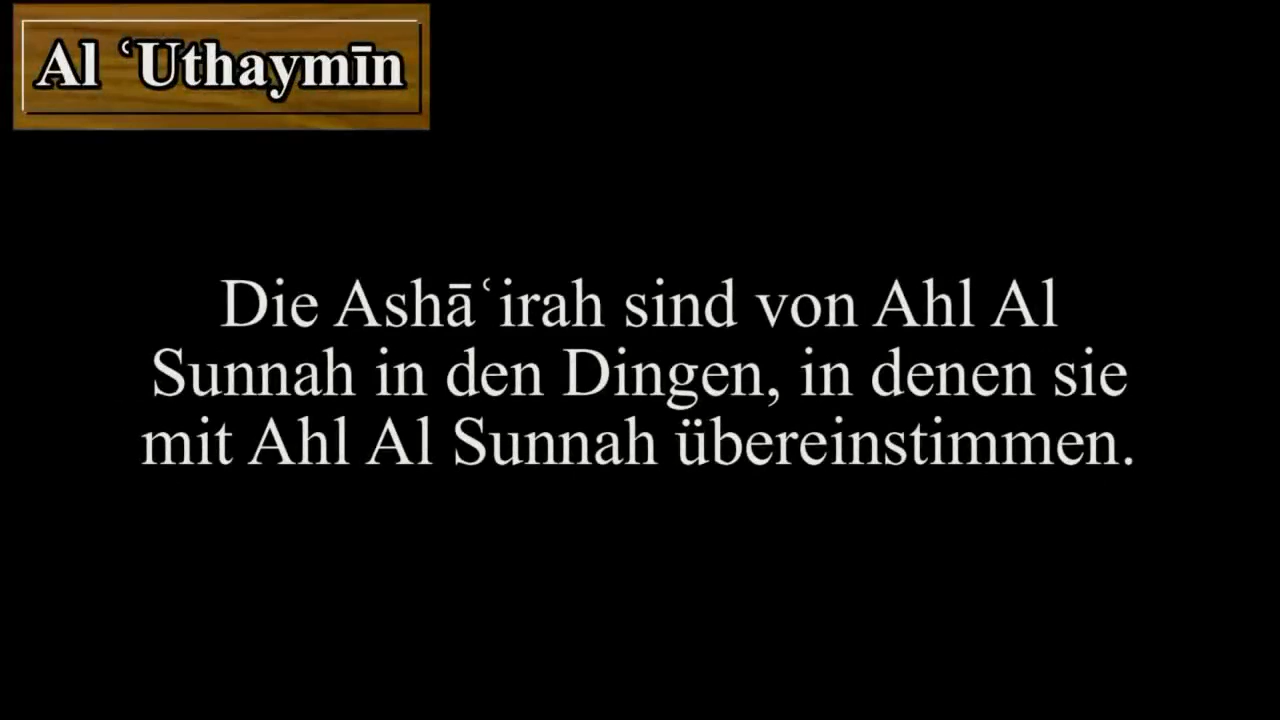 Al ʿUthaymīn
Die Ashāʿirah sind von Ahl Al
Sunnah in den Dingen, in denen sie
mit Ahl Al Sunnah übereinstimmen.